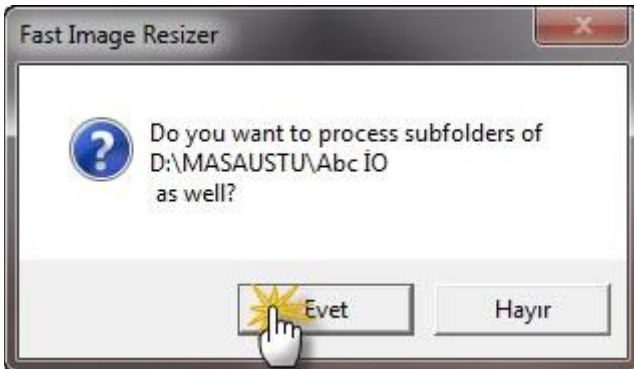 Fast Image Resizer
Do you want to process subfolders of
D:\MASAUSTU\Abc İO
as well?
Evet
Hayır